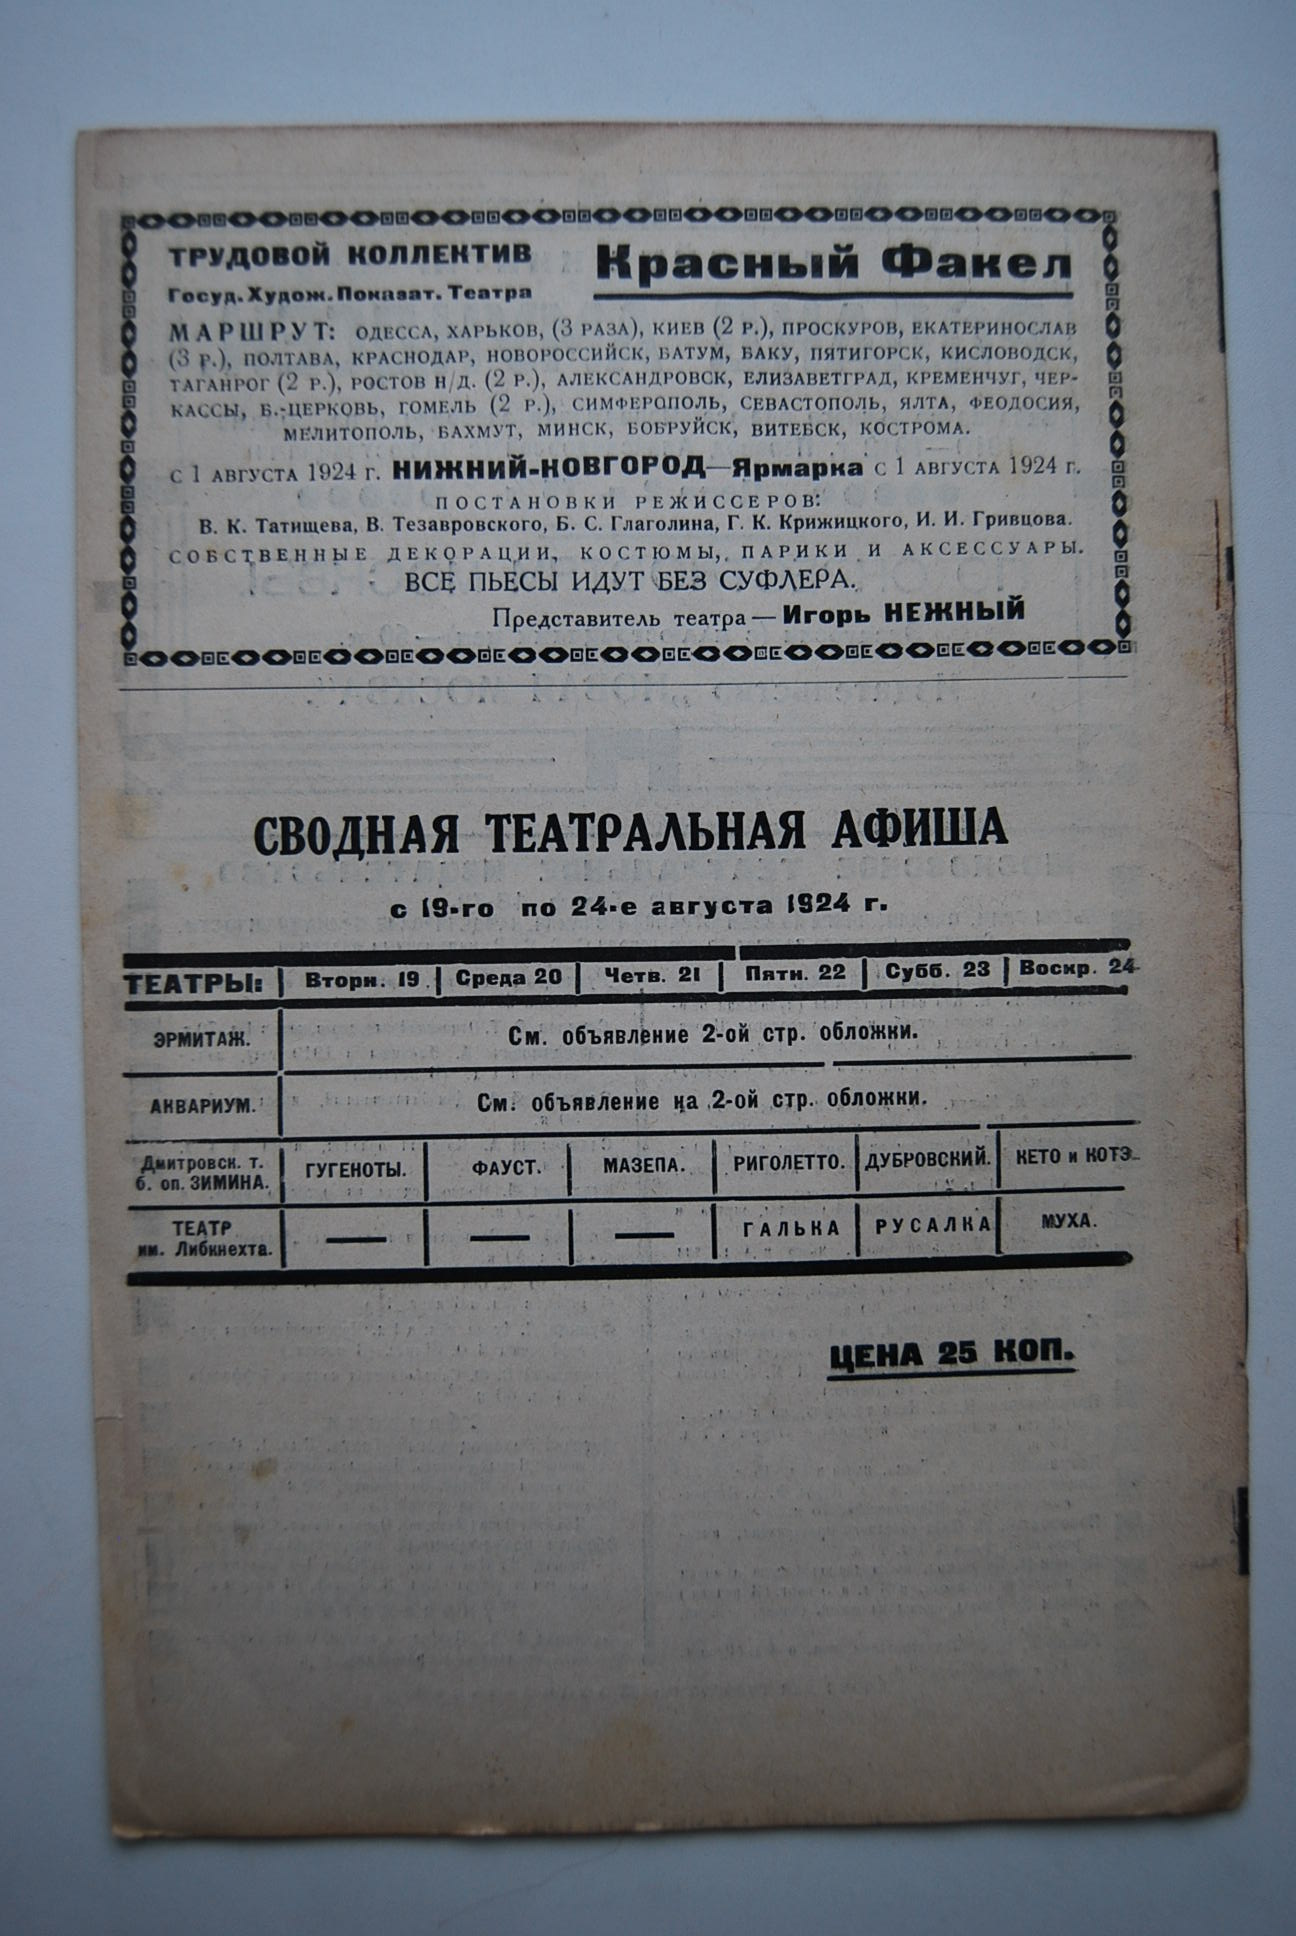 ТРУДОВОЙ КОЛЛЕКТИВ
Госуд. Худож. Показат. Театра
Красный Факел
МАРШРУТ: ОДЕССА, ХАРЬКОВ, (3 РАЗА), КИЕВ (2 Р.), ПРОСКУРОВ, ЕКАТЕРИНОСЛАВ
(3 Р.), ПОЛТАВА, КРАСНОДАР, НОВОРОССИЙСК, БАТУМ, БАКУ, ПЯТИГОРСК, КИСЛОВОДСК,
ТАГАНРОГ (2 Р.), РОСТОВ Н/Д. (2 Р.), АЛЕКСАНДРОВСК, ЕЛИЗАВЕТГРАД, КРЕМЕНЧУГ, ЧЕР-
КАССЫ, Б.-ЦЕРКОВЬ, ГОМЕЛЬ (2 Р.), СИМФЕРОПОЛЬ, СЕВАСТОПОЛЬ, ЯЛТА, ФЕОДОСИЯ,
МЕЛИТОПОЛЬ, БАХМУТ, МИНСК, БОБРУЙСК, ВИТЕБСК, КОСТРОМА.
С 1 АВГУСТА 1924 Г. НИЖНИЙ-НОВГОРОД—Ярмарка С 1 АВГУСТА 1924 Г.
ПОСТАНОВКИ РЕЖИССЕРОВ:
В. К. Татищева, В. Тезавровского, Б. С. Глаголина, Г. К. Крижицкого, И. И. Гривцова.
СОБСТВЕННЫЕ ДЕКОРАЦИИ, КОСТЮМЫ, ПАРИКИ И АКСЕССУАРЫ.
ВСЕ ПЬЕСЫ ИДУТ БЕЗ СУФЛЕРА.
Представитель театра — Игорь НЕЖНЫЙ
СВОДНАЯ ТЕАТРАЛЬНАЯ АФИША
с 19-го по 24-е августа 1924 г.
ТЕАТРЫ: Вторн. 19 Среда 20 Четв. 21 Пятн. 22 Субб. 23 Воскр. 24
ЭРМИТАЖ. См. объявление 2-ой стр. обложки.
АКВАРИУМ. См. объявление на 2-ой стр. обложки.
Дмитровск. т.
б. оп. ЗИМИНА. ГУГЕНОТЫ. ФАУСТ. МАЗЕПА. РИГОЛЕТТО. ДУБРОВСКИЙ. КЕТО и КОТЭ
ТЕАТР
им. Либкнехта. — — — ГАЛЬКА РУСАЛКА МУХА.
ЦЕНА 25 КОП.